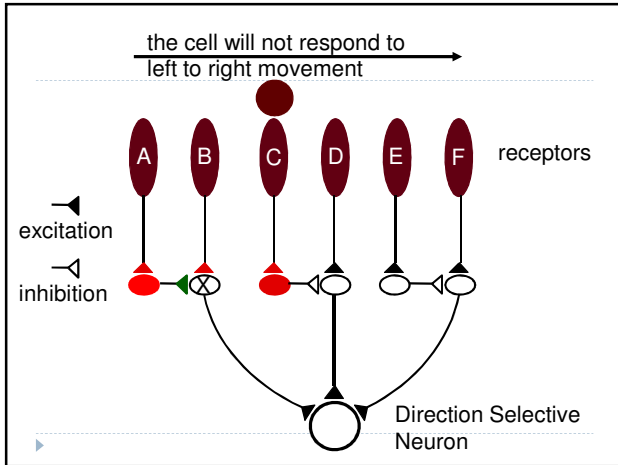 the cell will not respond to
left to right movement
A B C D E F
receptors
excitation
inhibition
X
Direction Selective
Neuron